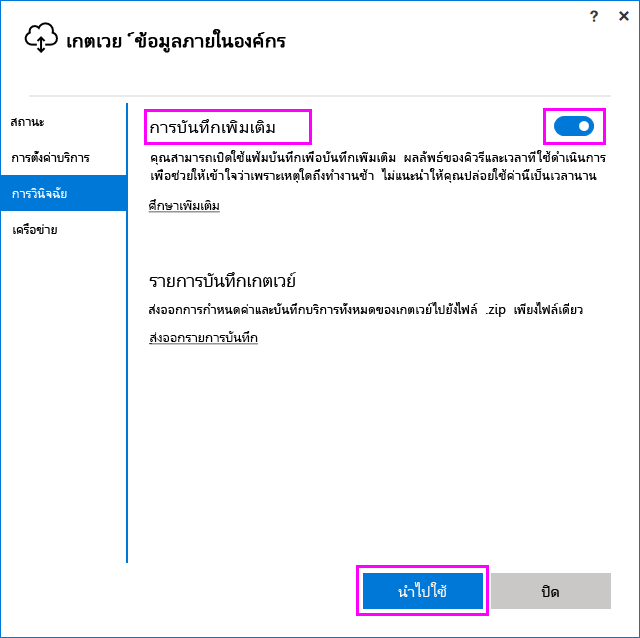 ? ×
เกตเวย ์ข้อมูลภายในองค์กร
สถานะ
การตั้งค่าบริการ
การวินิจฉัย
เครือข่าย
การบันทึกเพิ่มเติม
คุณสามารถเปิดใช้แฟ้มบันทึกเพื่อบันทึกเพิ่มเติม ผลลัพธ์ของคิวรีและเวลาที่ใช้ดำเนินการ
เพื่อช่วยให้เข้าใจว่าเพราะเหตุใดถึงทำงานช้า ไม่แนะนำให้คุณปล่อยใช้ค่านี้เป็นเวลานาน
ศึกษาเพิ่มเติม
รายการบันทึกเกตเวย์
ส่งออกการกำหนดค่าและบันทึกบริการทั้งหมดของเกตเวย์ไปยังไฟล์ .zip เพียงไฟล์เดียว
ส่งออกรายการบันทึก
นำไปใช้
ปิด